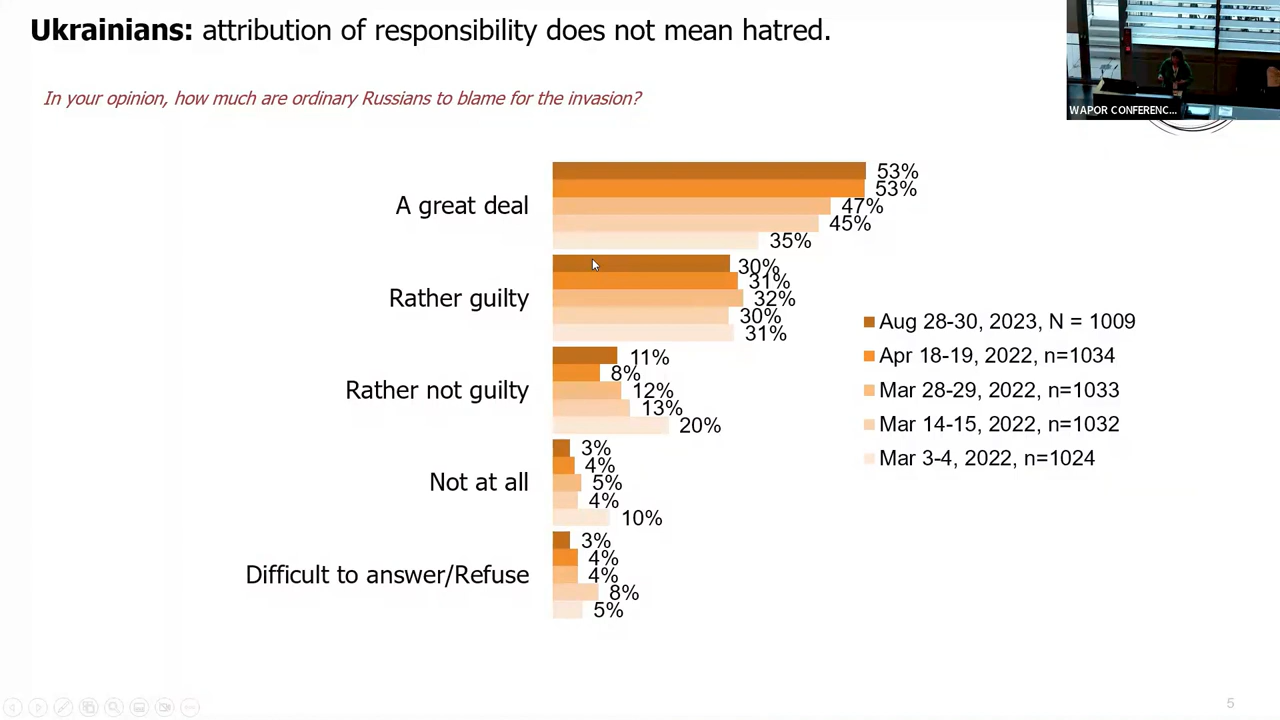 Ukrainians: attribution of responsibility does not mean hatred.
In your opinion, how much are ordinary Russians to blame for the invasion?
WAPOR CONFERENC...
A great deal
53%
53%
47%
45%
35%
Rather guilty
30%
31%
32%
30%
31%
Rather not guilty
11%
8%
12%
13%
20%
Not at all
3%
4%
5%
4%
10%
Difficult to answer/Refuse
3%
4%
4%
8%
5%
Aug 28-30, 2023, N = 1009
Apr 18-19, 2022, n=1034
Mar 28-29, 2022, n=1033
Mar 14-15, 2022, n=1032
Mar 3-4, 2022, n=1024
5